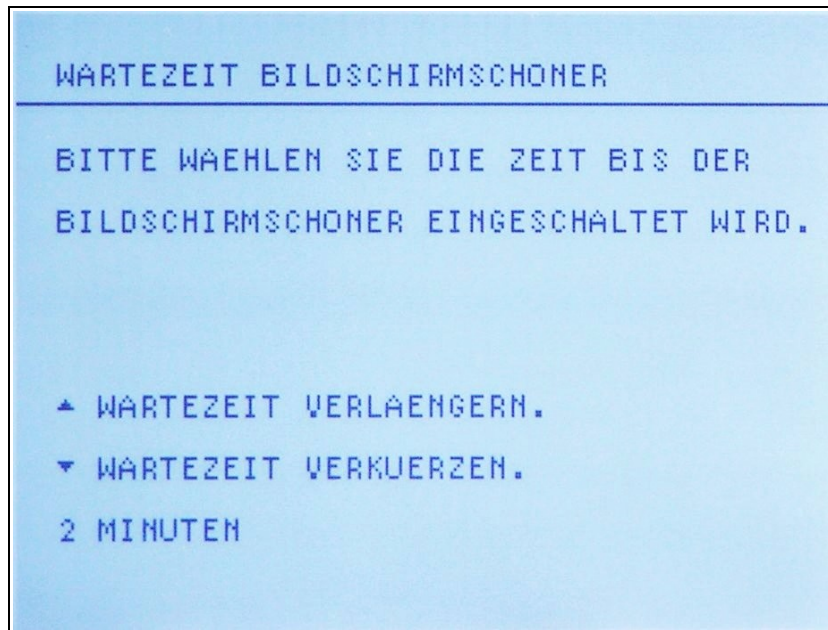 WARTEZEIT BILDSCHIRMSCHONER
BITTE WAEHLEN SIE DIE ZEIT BIS DER
BILDSCHIRMSCHONER EINGESCHALTET WIRD.
▲ WARTEZEIT VERLAENGERN.
▼ WARTEZEIT VERKUERZEN.
2 MINUTEN